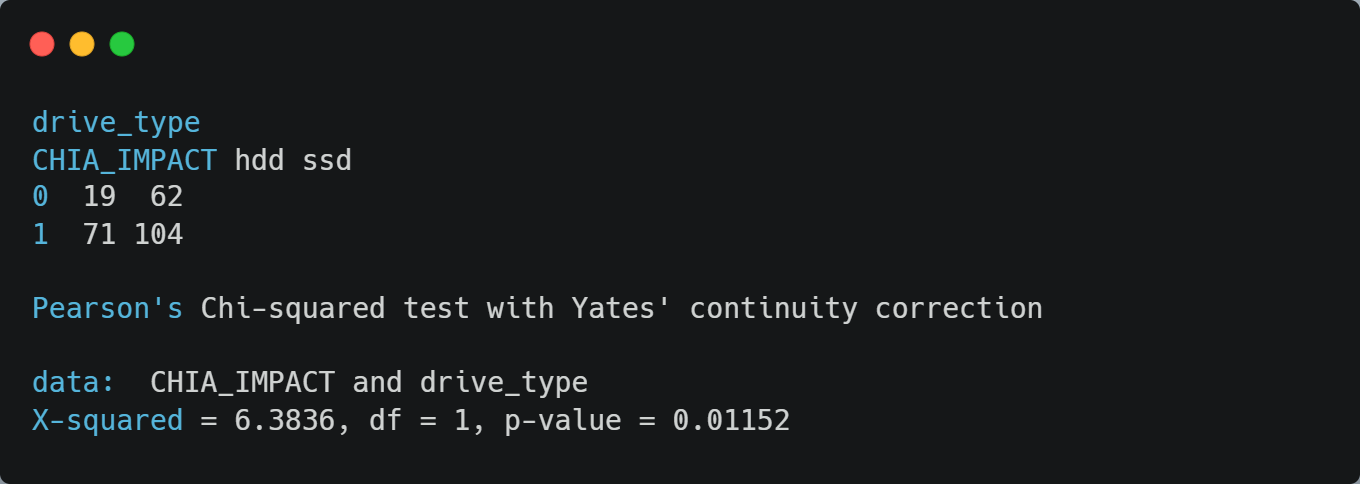 drive_type
CHIA_IMPACT hdd ssd
0  19  62
1  71 104
Pearson's Chi-squared test with Yates' continuity correction
data:  CHIA_IMPACT and drive_type
X-squared = 6.3836, df = 1, p-value = 0.01152